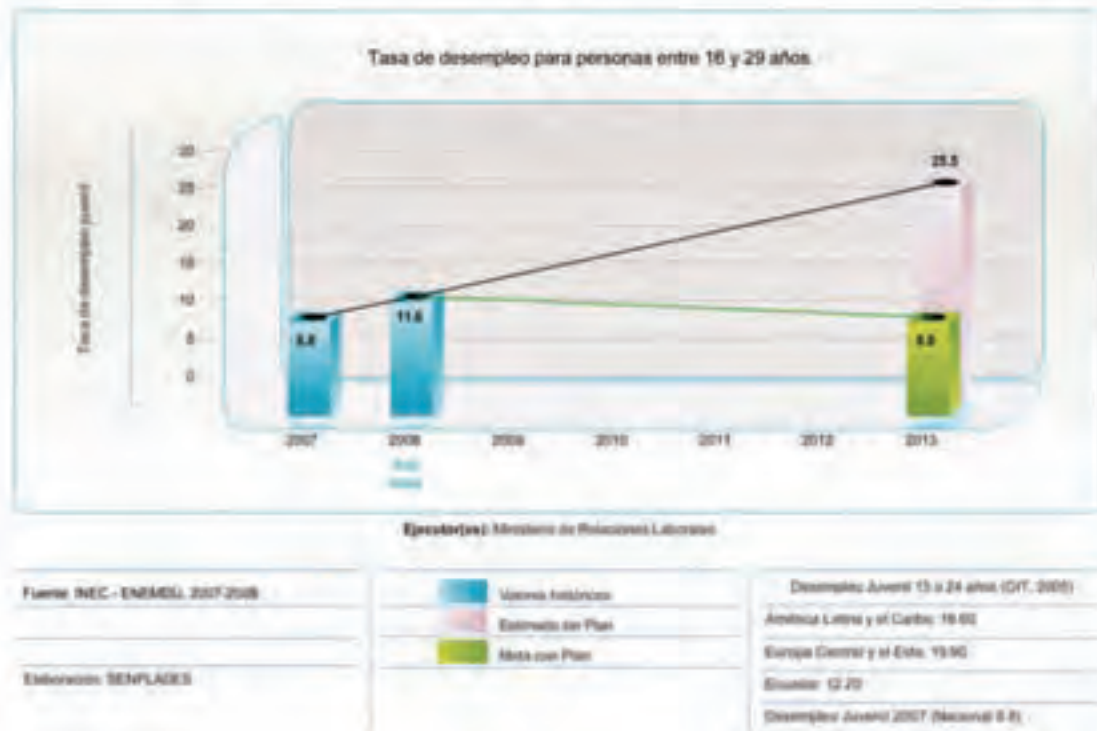 Tasa de desempleo para personas entre 16 y 29 años.
Tasa de desempleo juvenil
30
25
20
15
10
5
0
25.5
8.8
11.6
8.8
2007
2008
2009
2010
2011
2012
2013
Ejecutor(es): Ministerio de Relaciones Laborales
Fuente: INEC - ENEMDU, 2007-2008
Elaboración: SENPLADES
Valores históricos
Estimado sin Plan
Meta con Plan
Desempleo Juvenil 15 a 24 años (OIT, 2005)
América Latina y el Caribe:
Europa Central y el Este:
Ecuador: 12.20
Desempleo Juvenil 2007 (Nacional 8.8)